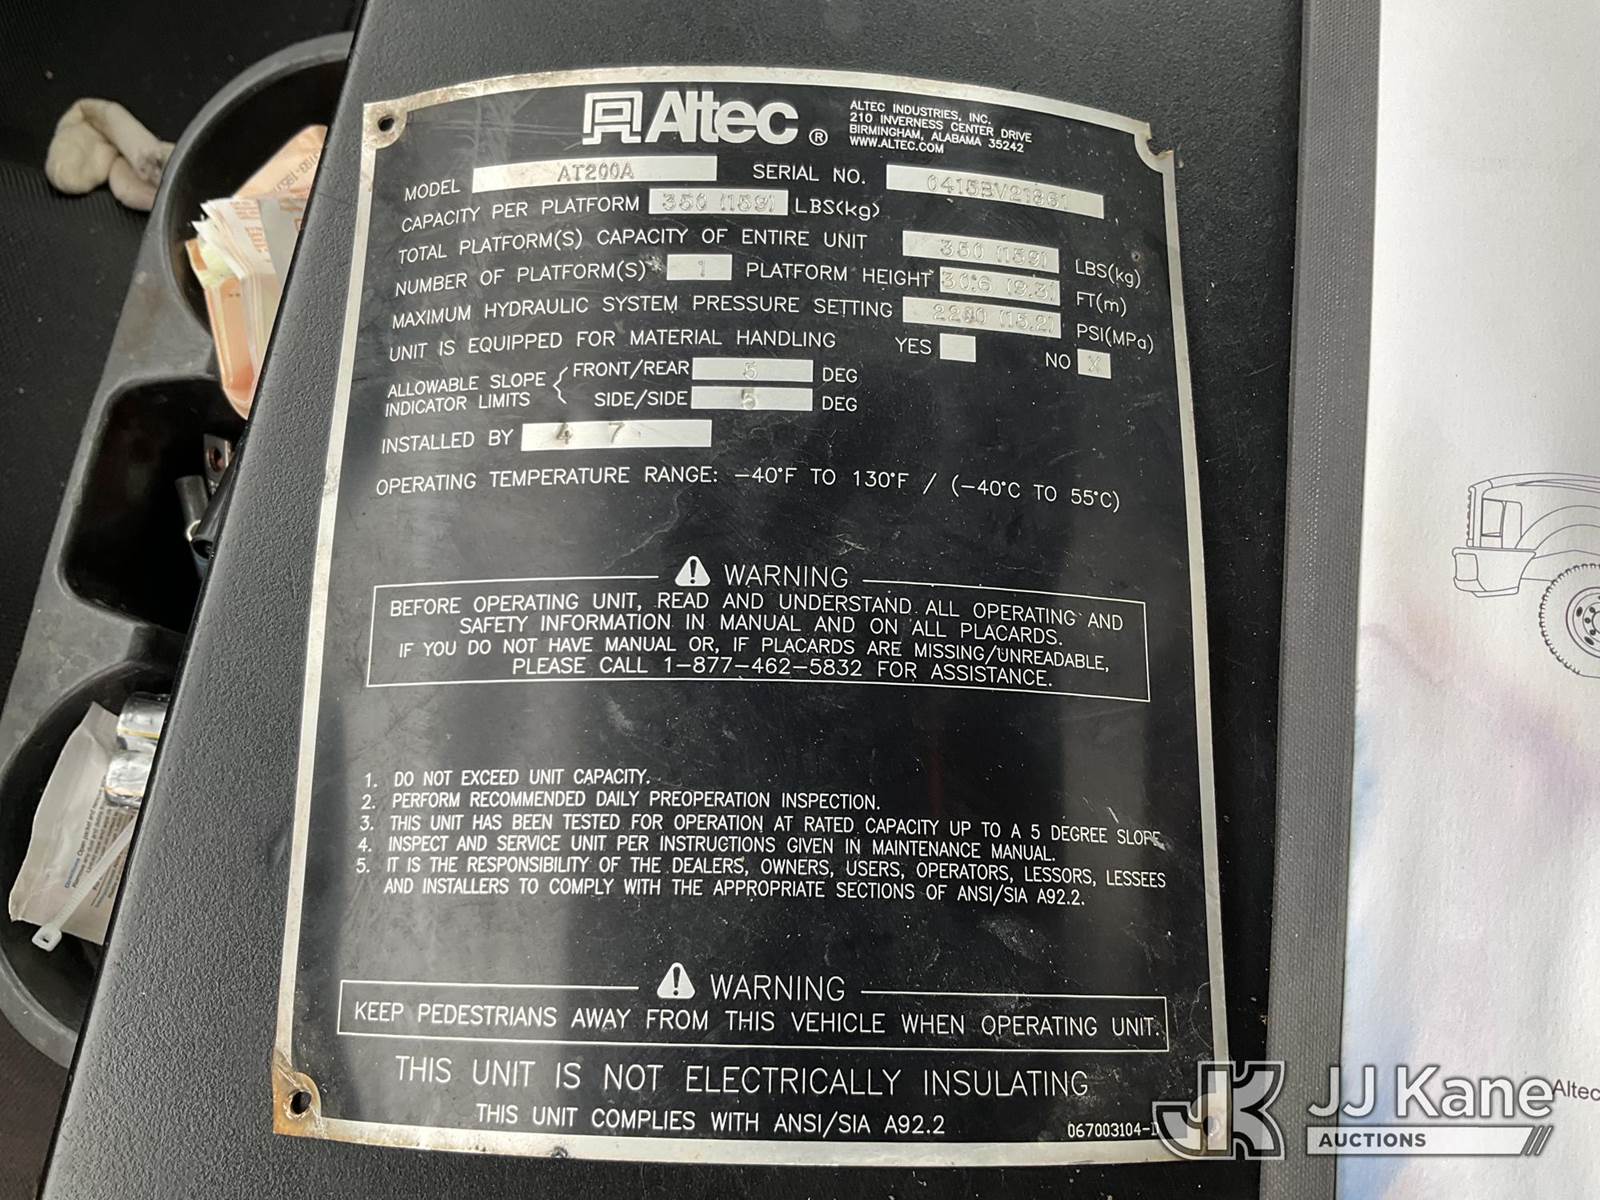 Altec ®
ALTEC INDUSTRIES, INC.
210 INVERNESS CENTER DRIVE
BIRMINGHAM, ALABAMA 35242
WWW.ALTEC.COM
MODEL AT200A SERIAL NO. 0415BV21861
CAPACITY PER PLATFORM 350 (159) LBS(kg)
TOTAL PLATFORM(S) CAPACITY OF ENTIRE UNIT 350 (159) LBS(kg)
NUMBER OF PLATFORM(S) 1 PLATFORM HEIGHT 30.6 (9.3) FT(m)
MAXIMUM HYDRAULIC SYSTEM PRESSURE SETTING (15.2) PSI(MPa)
UNIT IS EQUIPPED FOR MATERIAL HANDLING YES NO X
ALLOWABLE SLOPE INDICATOR LIMITS { FRONT/REAR 5 DEG
SIDE/SIDE 5 DEG
INSTALLED BY 4 7
OPERATING TEMPERATURE RANGE: -40°F TO 130°F / (-40°C TO 55°C)
WARNING
BEFORE OPERATING UNIT, READ AND UNDERSTAND ALL OPERATING AND
SAFETY INFORMATION IN MANUAL AND ON ALL PLACARDS.
IF YOU DO NOT HAVE MANUAL OR, IF PLACARDS ARE MISSING/UNREADABLE,
PLEASE CALL 1-877-462-5832 FOR ASSISTANCE.
1. DO NOT EXCEED UNIT CAPACITY.
2. PERFORM RECOMMENDED DAILY PREOPERATION INSPECTION.
3. THIS UNIT HAS BEEN TESTED FOR OPERATION AT RATED CAPACITY UP TO A 5 DEGREE SLOPE.
4. INSPECT AND SERVICE UNIT PER INSTRUCTIONS GIVEN IN MAINTENANCE MANUAL.
5. IT IS THE RESPONSIBILITY OF THE DEALERS, OWNERS, USERS, OPERATORS, LESSORS, LESSEES
AND INSTALLERS TO COMPLY WITH THE APPROPRIATE SECTIONS OF ANSI/SIA A92.2.
WARNING
KEEP PEDESTRIANS AWAY FROM THIS VEHICLE WHEN OPERATING UNIT.
THIS UNIT IS NOT ELECTRICALLY INSULATING
THIS UNIT COMPLIES WITH ANSI/SIA A92.2
067003104-D
Altec
JK JJ Kane
AUCTIONS